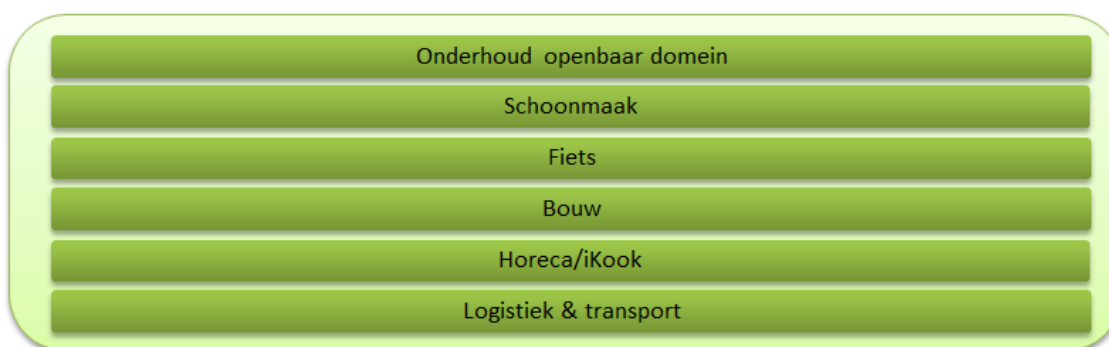 Onderhoud openbaar domein
Schoonmaak
Fiets
Bouw
Horeca/iKook
Logistiek & transport